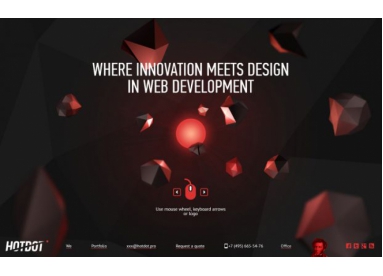 WHERE INNOVATION MEETS DESIGN
IN WEB DEVELOPMENT
Use mouse wheel, keyboard arrows
or logo
HOTDOT
We
Portfolio
xxx@hotdot.pro
Request a quote
+7 (495) 665-54-76
Office